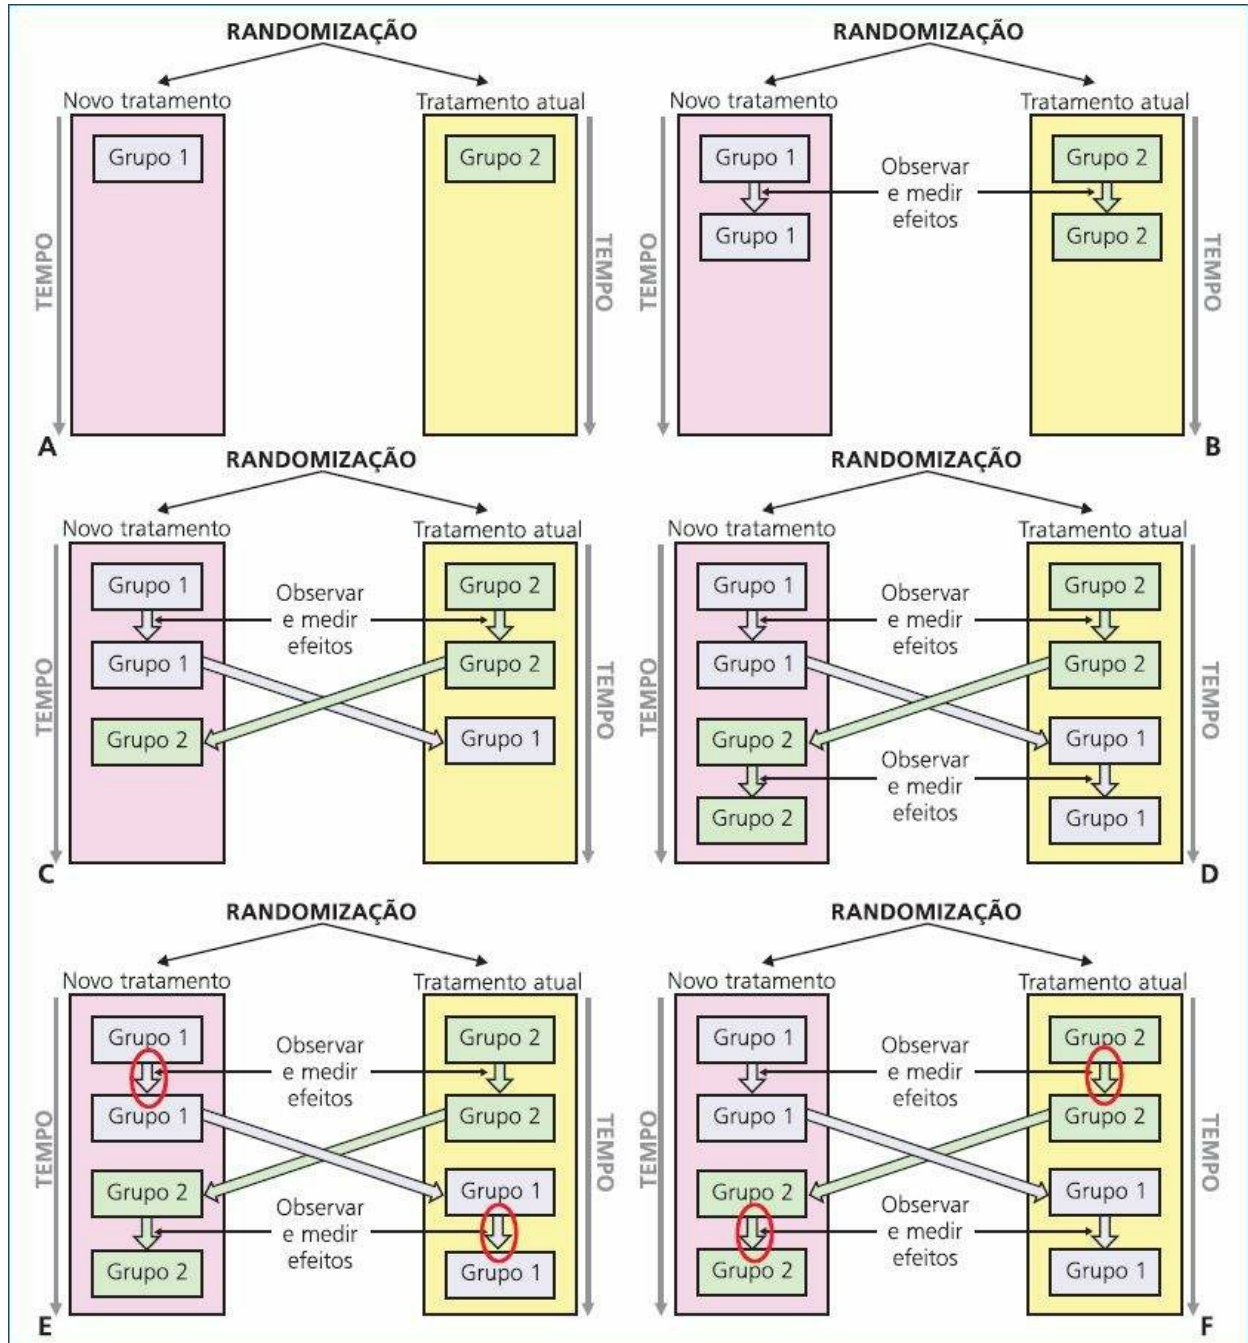 RANDOMIZAÇÃO
Novo tratamento
Tratamento atual
Grupo 1
Grupo 2
TEMPO
TEMPO
A
RANDOMIZAÇÃO
Novo tratamento
Tratamento atual
Grupo 1
Observar
e medir
efeitos
Grupo 2
Grupo 1
Grupo 2
TEMPO
TEMPO
B
RANDOMIZAÇÃO
Novo tratamento
Tratamento atual
Grupo 1
Observar
e medir
efeitos
Grupo 2
Grupo 1
Grupo 2
Grupo 2
Grupo 1
TEMPO
TEMPO
C
RANDOMIZAÇÃO
Novo tratamento
Tratamento atual
Grupo 1
Observar
e medir
efeitos
Grupo 2
Grupo 1
Grupo 2
Grupo 2
Grupo 1
Observar
e medir
efeitos
Grupo 2
Grupo 1
TEMPO
TEMPO
D
RANDOMIZAÇÃO
Novo tratamento
Tratamento atual
Grupo 1
Observar
e medir
efeitos
Grupo 2
Grupo 1
Grupo 2
Grupo 2
Grupo 1
Observar
e medir
efeitos
Grupo 2
Grupo 1
TEMPO
TEMPO
E
RANDOMIZAÇÃO
Novo tratamento
Tratamento atual
Grupo 1
Observar
e medir
efeitos
Grupo 2
Grupo 1
Grupo 2
Grupo 2
Grupo 1
Observar
e medir
efeitos
Grupo 2
Grupo 1
TEMPO
TEMPO
F